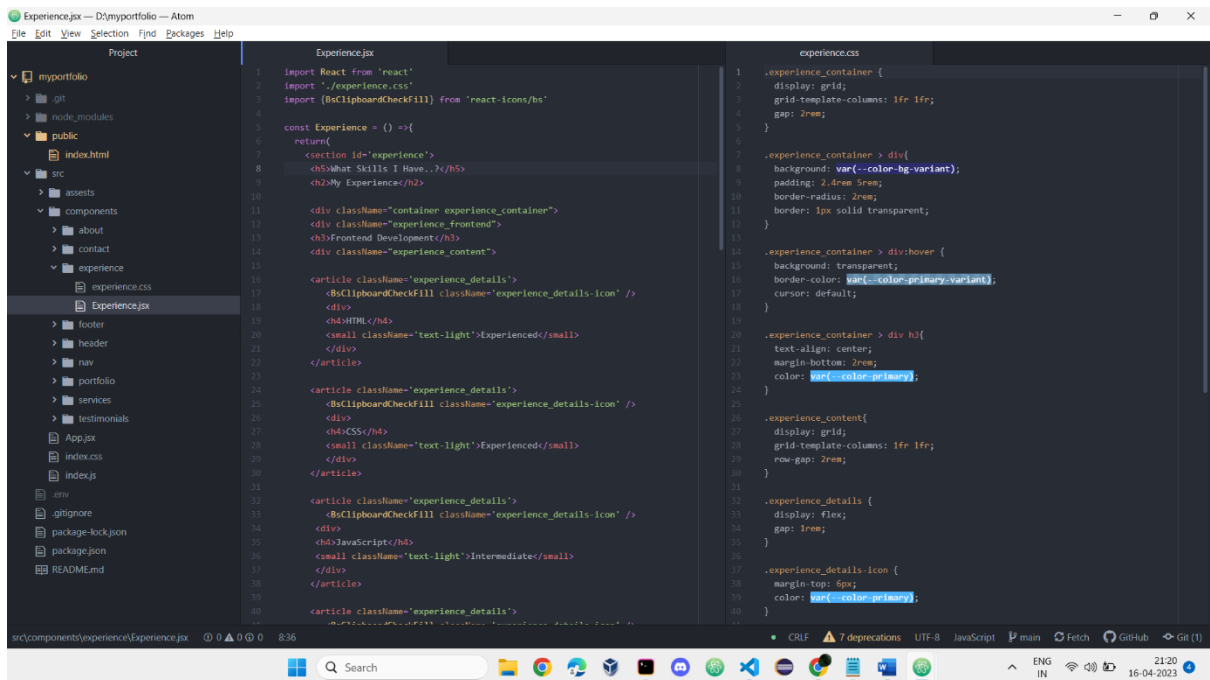 Experience.jsx — D:\myportfolio — Atom
File Edit View Selection Find Packages Help
Project
myportfolio
.git
node_modules
public
index.html
src
assests
components
about
contact
experience
experience.css
Experience.jsx
footer
header
nav
portfolio
services
testimonials
App.jsx
index.css
index.js
.env
.gitignore
package-lock.json
package.json
README.md
Experience.jsx
1 import React from 'react'
2 import './experience.css'
3 import {BsClipboardCheckFill} from 'react-icons/bs'
4
5 const Experience = () =>{
6 return(
7 <section id='experience'>
8 <h5>What Skills I Have..?</h5>
9 <h2>My Experience</h2>
10
11 <div className="container experience_container">
12 <div className="experience_frontend">
13 <h3>Frontend Development</h3>
14 <div className="experience_content">
15
16 <article className='experience_details'>
17 <BsClipboardCheckFill className='experience_details-icon' />
18 <div>
19 <h4>HTML</h4>
20 <small className='text-light'>Experienced</small>
21 </div>
22 </article>
23
24 <article className='experience_details'>
25 <BsClipboardCheckFill className='experience_details-icon' />
26 <div>
27 <h4>CSS</h4>
28 <small className='text-light'>Experienced</small>
29 </div>
30 </article>
31
32 <article className='experience_details'>
33 <BsClipboardCheckFill className='experience_details-icon' />
34 <div>
35 <h4>JavaScript</h4>
36 <small className='text-light'>Intermediate</small>
37 </div>
38 </article>
39
40 <article className='experience_details'>
experience.css
1 .experience_container {
2 display: grid;
3 grid-template-columns: 1fr 1fr;
4 gap: 2rem;
5 }
6
7 .experience_container > div{
8 background: var(--color-bg-variant);
9 padding: 2.4rem 5rem;
10 border-radius: 2rem;
11 border: 1px solid transparent;
12 }
13
14 .experience_container > div:hover {
15 background: transparent;
16 border-color: var(--color-primary-variant);
17 cursor: default;
18 }
19
20 .experience_container > div h3{
21 text-align: center;
22 margin-bottom: 2rem;
23 color: var(--color-primary);
24 }
25
26 .experience_content{
27 display: grid;
28 grid-template-columns: 1fr 1fr;
29 row-gap: 2rem;
30 }
31
32 .experience_details {
33 display: flex;
34 gap: 1rem;
35 }
36
37 .experience_details-icon {
38 margin-top: 6px;
39 color: var(--color-primary);
40 }
src\components\experience\Experience.jsx 0 0 0 8:36 CRLF 7 deprecations UTF-8 JavaScript main Fetch GitHub Git (1)
Search ENG IN 21:20 16-04-2023 4